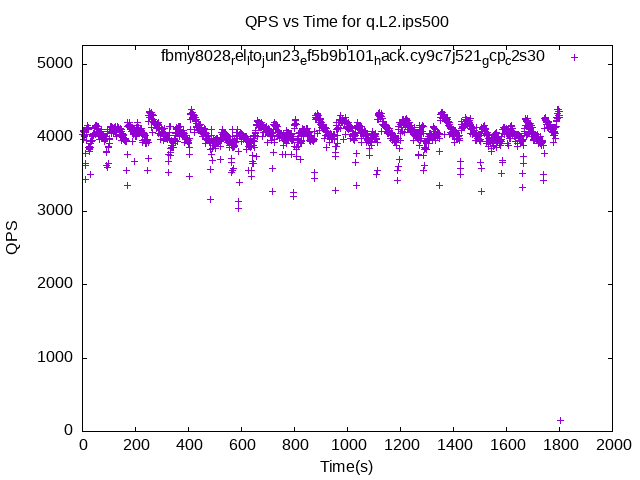 QPS vs Time for q.L2.ips500
fbmy8028relltojun23ef5b9b101hack.cy9c7j521gcpc2s30
5000
4000
3000
2000
1000
0
QPS
0 200 400 600 800 1000 1200 1400 1600 1800 2000
Time(s)